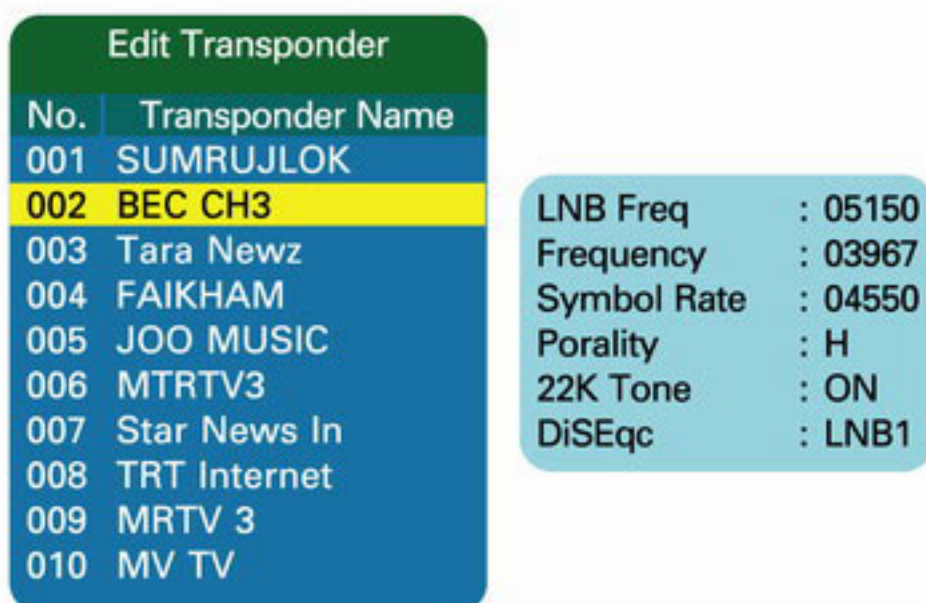 Edit Transponder
No. Transponder Name
001 SUMRUJLOK
002 BEC CH3
003 Tara Newz
004 FAIKHAM
005 JOO MUSIC
006 MTRTV3
007 Star News In
008 TRT Internet
009 MRTV 3
010 MV TV
LNB Freq : 05150
Frequency : 03967
Symbol Rate : 04550
Porality : H
22K Tone : ON
DiSEqc : LNB1